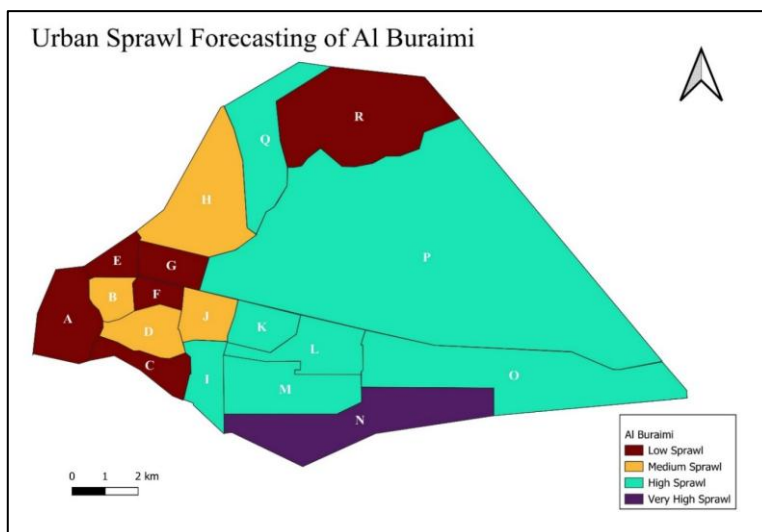 Urban Sprawl Forecasting of Al Buraimi
R
Q
H
P
E
G
B
F
A
J
D
K
L
C
I
M
O
N
0 1 2 km
Al Buraimi
Low Sprawl
Medium Sprawl
High Sprawl
Very High Sprawl